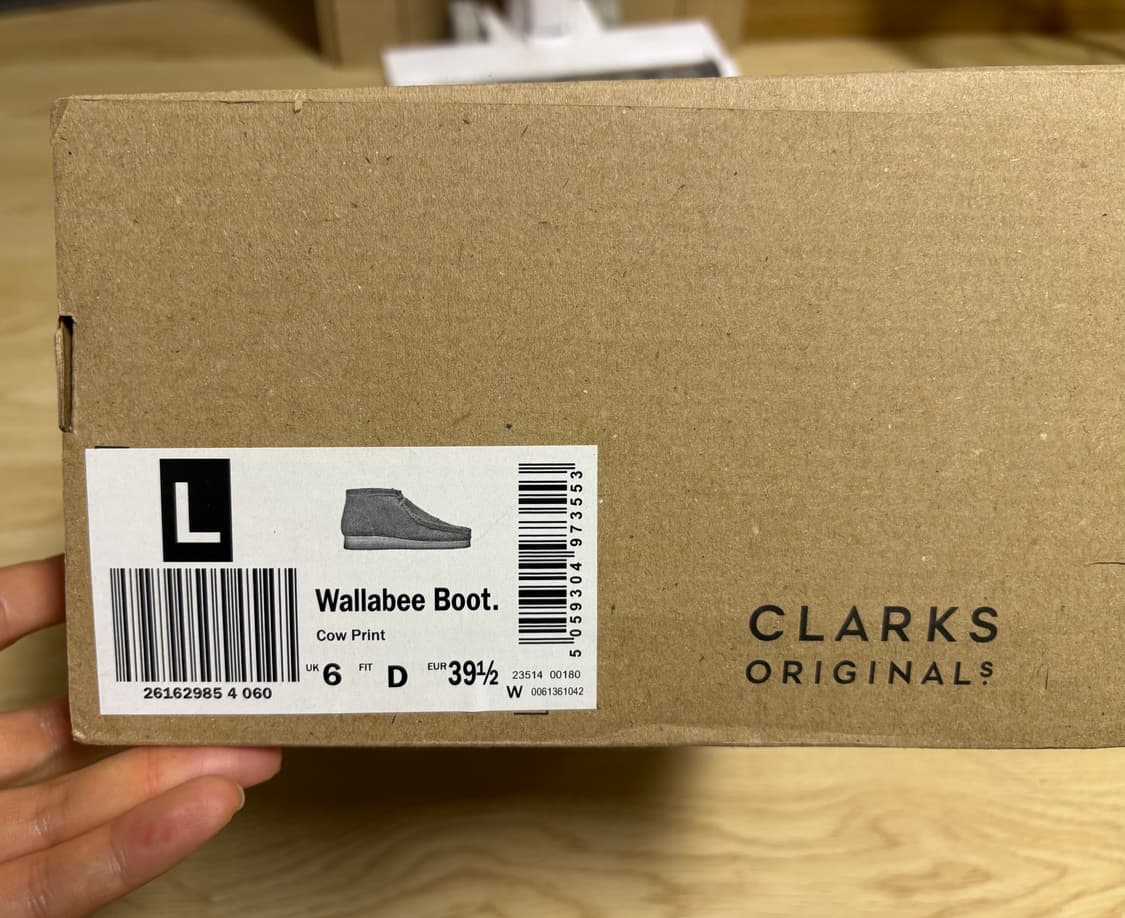 L
26162985 4 060
Wallabee Boot.
Cow Print
UK 6 FIT D EUR 39½
5 059304 973553
23514 00180
W 0061361042
CLARKS
ORIGINALS